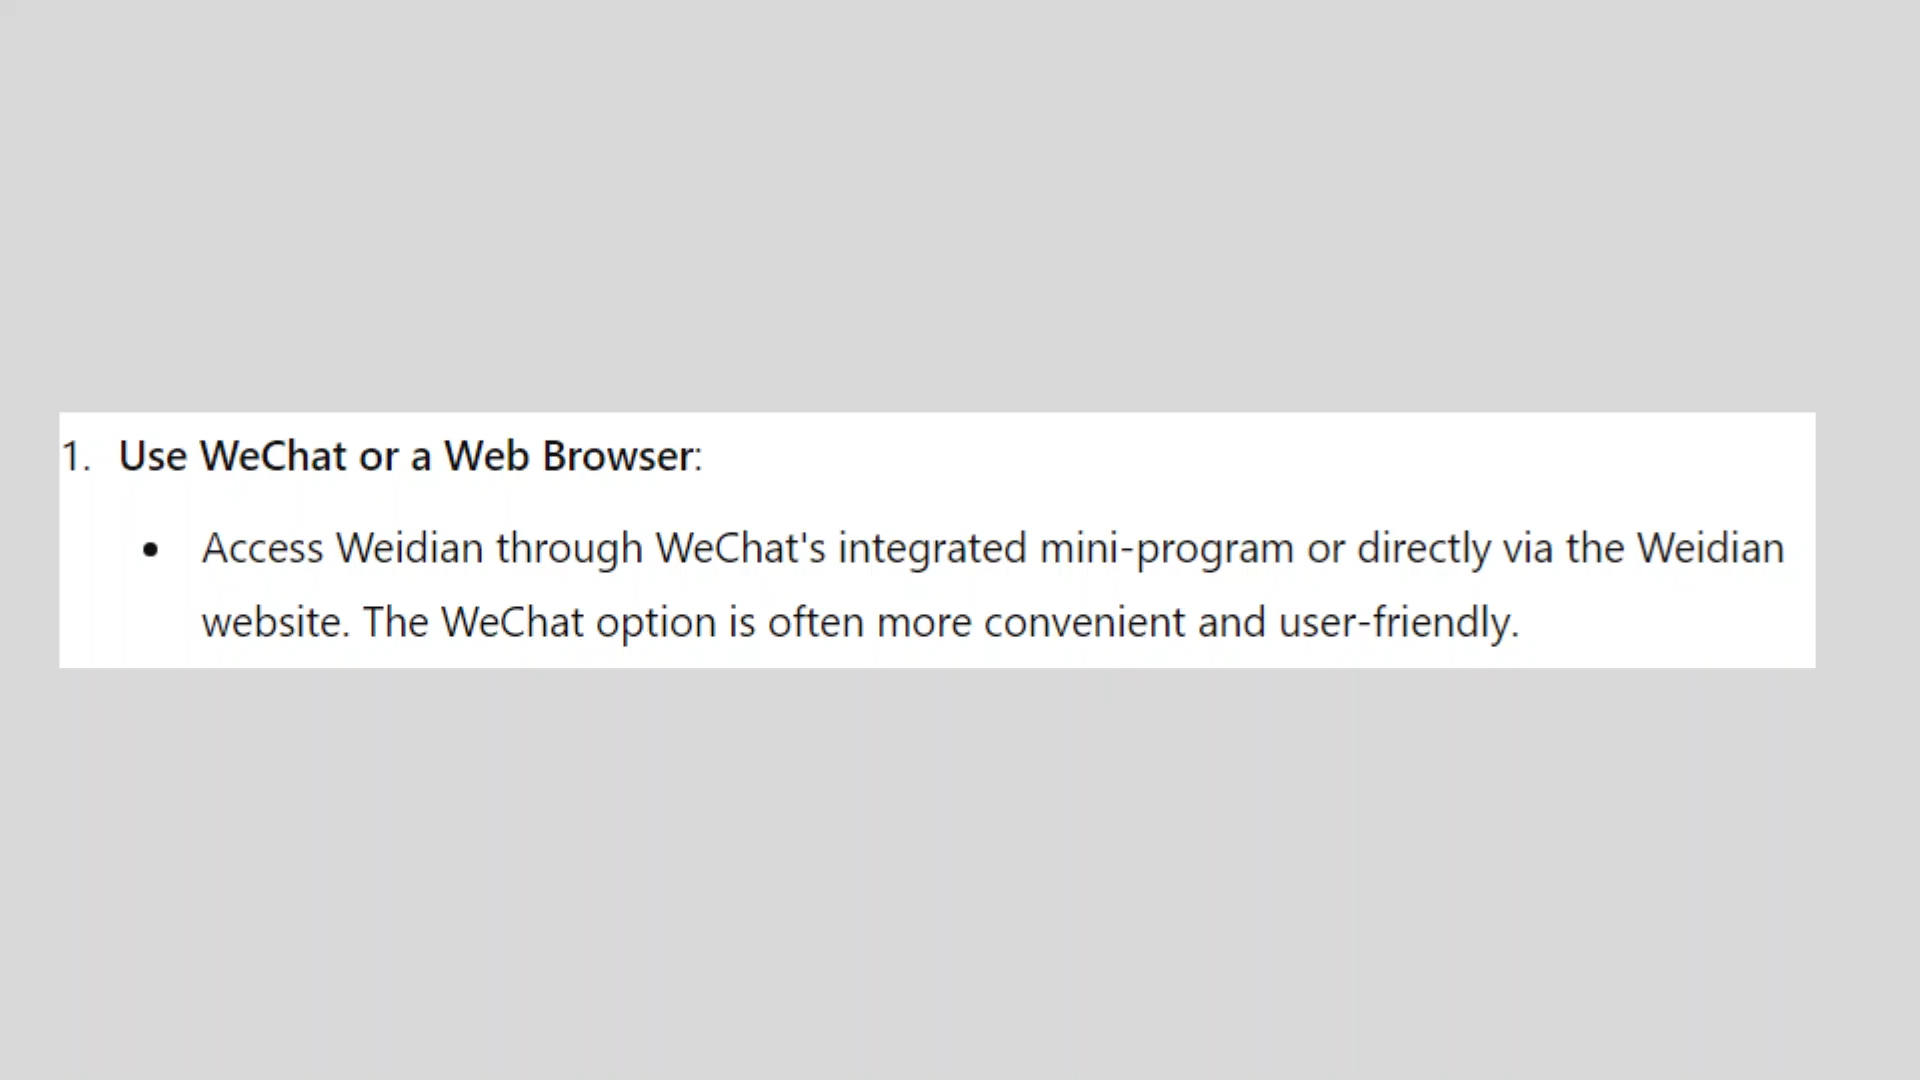 1. Use WeChat or a Web Browser:
• Access Weidian through WeChat's integrated mini-program or directly via the Weidian
website. The WeChat option is often more convenient and user-friendly.